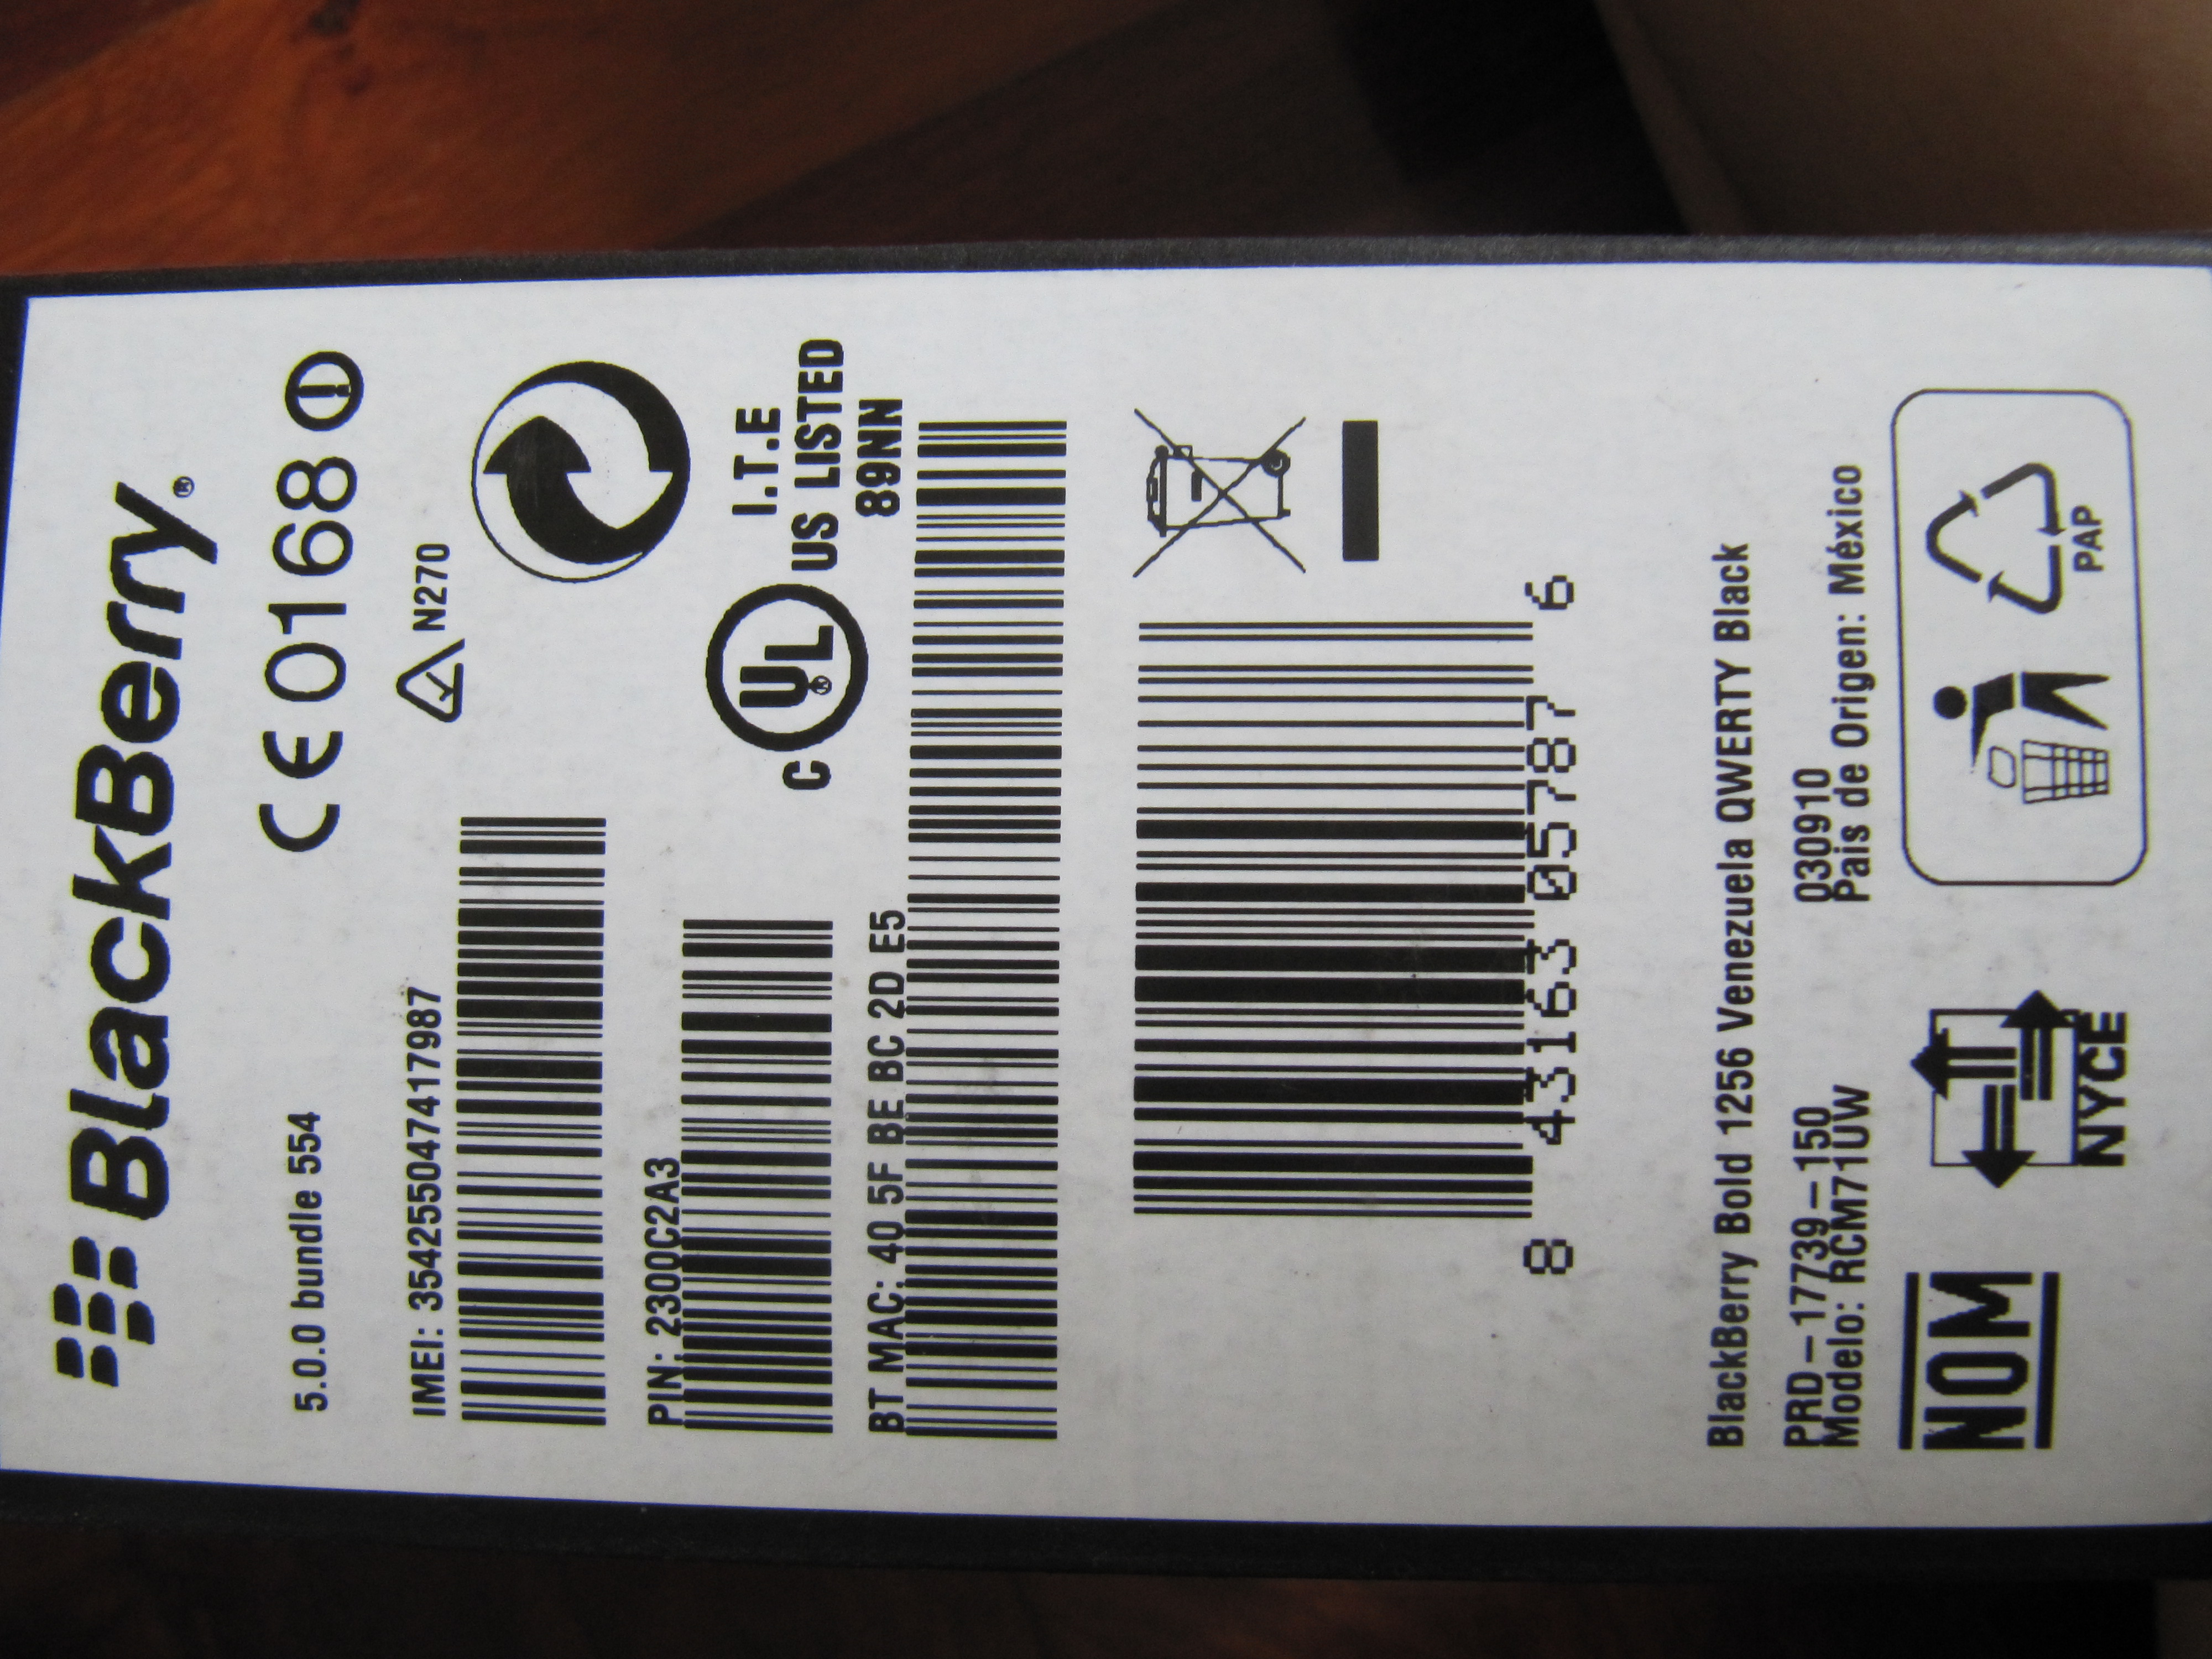 BlackBerry®
5.0.0 bundle 554
CE0168
IMEI: 354255047417987
N270
PIN: 2300C2A3
I.T.E
C UL® US LISTED
89NN
BT MAC: 40 5F BE BC 2D E5
8 43163 05787 6
BlackBerry Bold 1256 Venezuela QWERTY Black
PRD-17739-150 030910
Modelo: RCM71UW Pais de Origen: México
NOM
NYCE
PAP